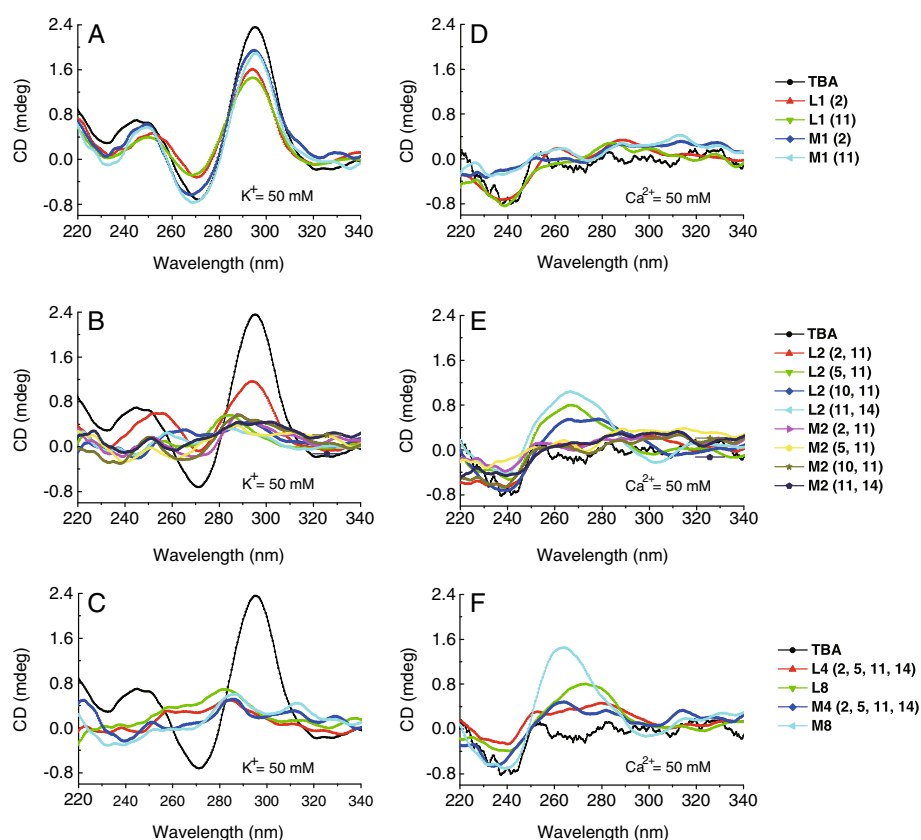 A
CD (mdeg)
2.4
1.6
0.8
0.0
-0.8
K+= 50 mM
220 240 260 280 300 320 340
Wavelength (nm)
D
CD (mdeg)
2.4
1.6
0.8
0.0
-0.8
Ca2+= 50 mM
220 240 260 280 300 320 340
Wavelength (nm)
TBA
L1 (2)
L1 (11)
M1 (2)
M1 (11)
B
CD (mdeg)
2.4
1.6
0.8
0.0
-0.8
K+= 50 mM
220 240 260 280 300 320 340
Wavelength (nm)
E
CD (mdeg)
2.4
1.6
0.8
0.0
-0.8
Ca2+= 50 mM
220 240 260 280 300 320 340
Wavelength (nm)
TBA
L2 (2, 11)
L2 (5, 11)
L2 (10, 11)
L2 (11, 14)
M2 (2, 11)
M2 (5, 11)
M2 (10, 11)
M2 (11, 14)
C
CD (mdeg)
2.4
1.6
0.8
0.0
-0.8
K+= 50 mM
220 240 260 280 300 320 340
Wavelength (nm)
F
CD (mdeg)
2.4
1.6
0.8
0.0
-0.8
Ca2+= 50 mM
220 240 260 280 300 320 340
Wavelength (nm)
TBA
L4 (2, 5, 11, 14)
L8
M4 (2, 5, 11, 14)
M8